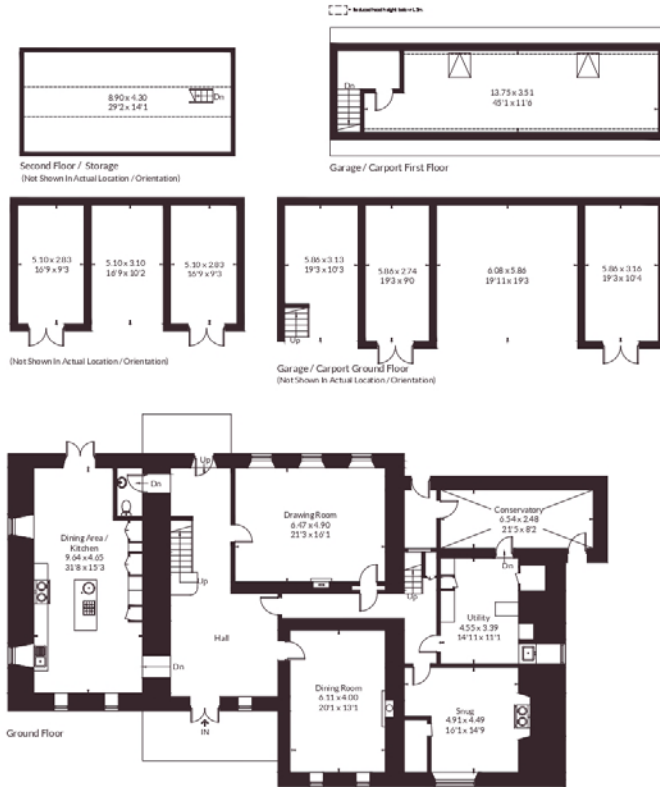 = Reduced head height below 1.5m
8.90 x 4.30
29'2 x 14'1
Dn
Second Floor / Storage
(Not Shown In Actual Location / Orientation)
Dn
13.75 x 3.51
45'1 x 11'6
Garage / Carport First Floor
5.10 x 2.83
16'9 x 9'3
5.10 x 3.10
16'9 x 10'2
5.10 x 2.83
16'9 x 9'3
(Not Shown In Actual Location / Orientation)
5.86 x 3.13
19'3 x 10'3
Up
5.86 x 2.74
19'3 x 9'0
6.08 x 5.86
19'11 x 19'3
5.86 x 3.16
19'3 x 10'4
Garage / Carport Ground Floor
(Not Shown In Actual Location / Orientation)
Up
Dn
Dining Area /
Kitchen
9.64 x 4.65
31'8 x 15'3
Drawing Room
6.47 x 4.90
21'3 x 16'1
Conservatory
6.54 x 2.48
21'5 x 8'2
Dn
Up
Up
Utility
4.55 x 3.39
14'11 x 11'1
Hall
Dn
Dining Room
6.11 x 4.00
20'1 x 13'1
Snug
4.91 x 4.49
16'1 x 14'9
IN
Ground Floor